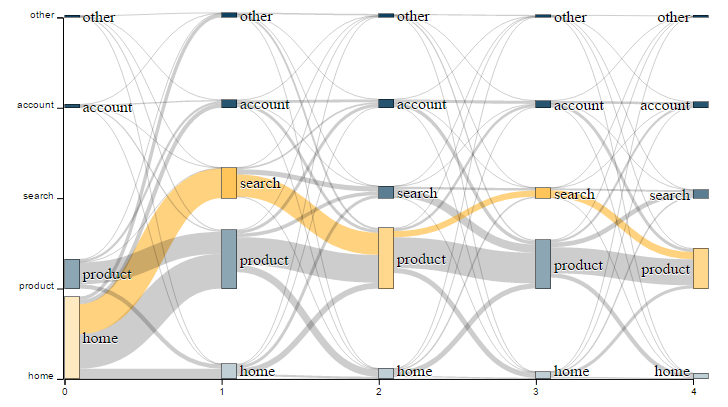 other other other other other other
account account account account account account
search search search search search
product product product product product product
home home home home home home
0 1 2 3 4